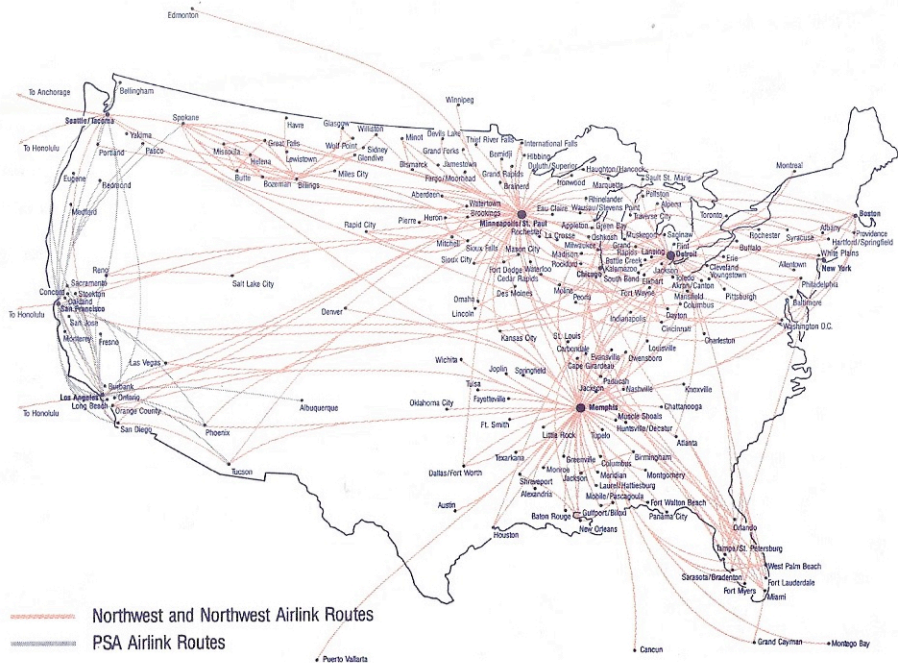 Edmonton
To Anchorage
Bellingham
Winnipeg
Seattle/Tacoma
Spokane
Havre
Glasgow
Williston
Minot
Devils Lake
Thief River Falls
International Falls
To Honolulu
Yakima
Great Falls
Wolf Point
Sidney
Grand Forks
Bemidji
Hibbing
Montreal
Portland
Pasco
Missoula
Helena
Lewistown
Glendive
Bismarck
Jamestown
Fargo/Moorhead
Grand Rapids
Duluth/Superior
Haughton/Hancock
Ironwood
Marquette
Sault St. Marie
Eugene
Redmond
Butte
Bozeman
Billings
Miles City
Brainerd
Rhinelander
Pellston
Alpena
Aberdeen
Watertown
Brookings
Eau Claire
Wausau/Stevens Point
Traverse City
Toronto
Boston
Medford
Rapid City
Pierre
Huron
Minneapolis/St. Paul
Rochester
La Crosse
Appleton
Green Bay
Oshkosh
Muskegon
Saginaw
Flint
Rochester
Syracuse
Albany
Providence
Hartford/Springfield
Mitchell
Sioux Falls
Mason City
Milwaukee
Grand Rapids
Lansing
Detroit
Buffalo
Erie
White Plains
Sioux City
Madison
Rockford
Chicago
Kalamazoo
Battle Creek
Jackson
Cleveland
Youngstown
Allentown
New York
Reno
Sacramento
Salt Lake City
Fort Dodge
Waterloo
Cedar Rapids
South Bend
Elkhart
Toledo
Akron/Canton
Philadelphia
Concord
Stockton
Oakland
San Francisco
Denver
Omaha
Lincoln
Des Moines
Moline
Peoria
Fort Wayne
Mansfield
Columbus
Pittsburgh
Baltimore
To Honolulu
San Jose
Indianapolis
Dayton
Cincinnati
Washington D.C.
Monterey
Fresno
Kansas City
St. Louis
Carbondale
Evansville
Louisville
Charleston
Las Vegas
Wichita
Joplin
Springfield
Cape Girardeau
Owensboro
Burbank
Tulsa
Paducah
Jackson
Nashville
Knoxville
Los Angeles
Ontario
Long Beach
Orange County
To Honolulu
Albuquerque
Oklahoma City
Fayetteville
Memphis
Chattanooga
San Diego
Phoenix
Ft. Smith
Muscle Shoals
Huntsville/Decatur
Little Rock
Tupelo
Atlanta
Tucson
Texarkana
Dallas/Fort Worth
Greenville
Columbus
Birmingham
Monroe
Jackson
Meridian
Montgomery
Shreveport
Laurel/Hattiesburg
Alexandria
Mobile/Pascagoula
Austin
Fort Walton Beach
Baton Rouge
Gulfport/Biloxi
Panama City
Houston
New Orleans
Orlando
Tampa/St. Petersburg
West Palm Beach
Sarasota/Bradenton
Fort Lauderdale
Fort Myers
Miami
Northwest and Northwest Airlink Routes
PSA Airlink Routes
Grand Cayman
Montego Bay
Cancun
Puerto Vallarta